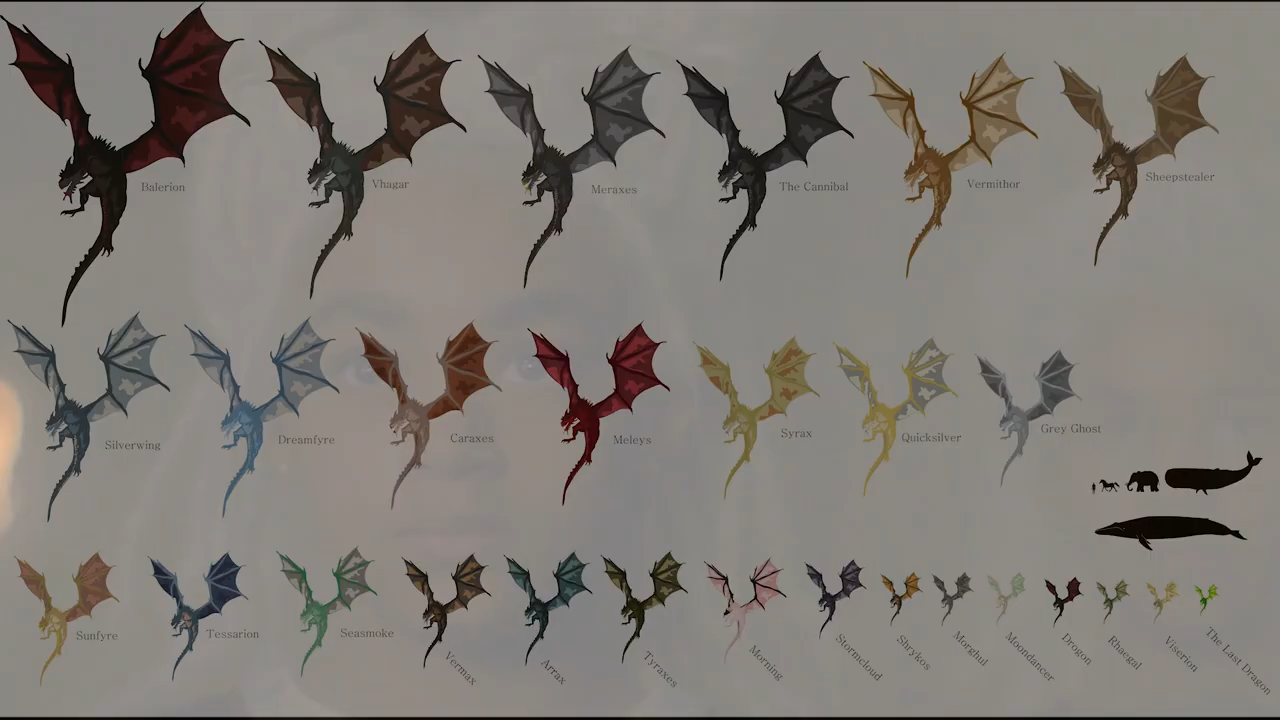 Balerion
Vhagar
Meraxes
The Cannibal
Vermithor
Sheepstealer
Silverwing
Dreamfyre
Caraxes
Meleys
Syrax
Quicksilver
Grey Ghost
Sunfyre
Tessarion
Seasmoke
Vermax
Arrax
Tyraxes
Morning
Stormcloud
Shrykos
Morghul
Moondancer
Drogon
Rhaegal
Viserion
The Last Dragon